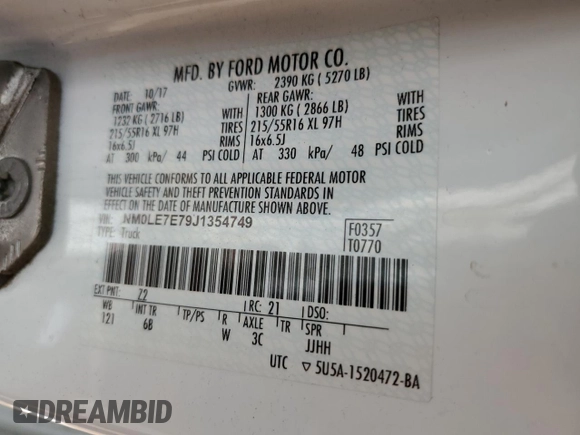 MFD. BY FORD MOTOR CO.
DATE: 10/17 GVWR: 2390 KG ( 5270 LB)
FRONT GAWR: REAR GAWR:
1232 KG ( 2716 LB) WITH 1300 KG ( 2866 LB) WITH
215/55R16 XL 97H TIRES 215/55R16 XL 97H TIRES
16x6.5J RIMS 16x6.5J RIMS
AT 300 kPa/ 44 PSI COLD AT 330 kPa/ 48 PSI COLD
THIS VEHICLE CONFORMS TO ALL APPLICABLE FEDERAL MOTOR
VEHICLE SAFETY AND THEFT PREVENTION STANDARDS IN
EFFECT ON THE DATE OF MANUFACTURE SHOWN ABOVE.
VIN: NM0LE7E79J1354749
TYPE: Truck
F0357
T0770
EXT PNT: Z2 RC: 21 DSO:
WB INT TR TP/PS R AXLE TR SPR
121 6B W 3C JJHH
UTC ▽ 5U5A-1520472-BA
DREAMBID